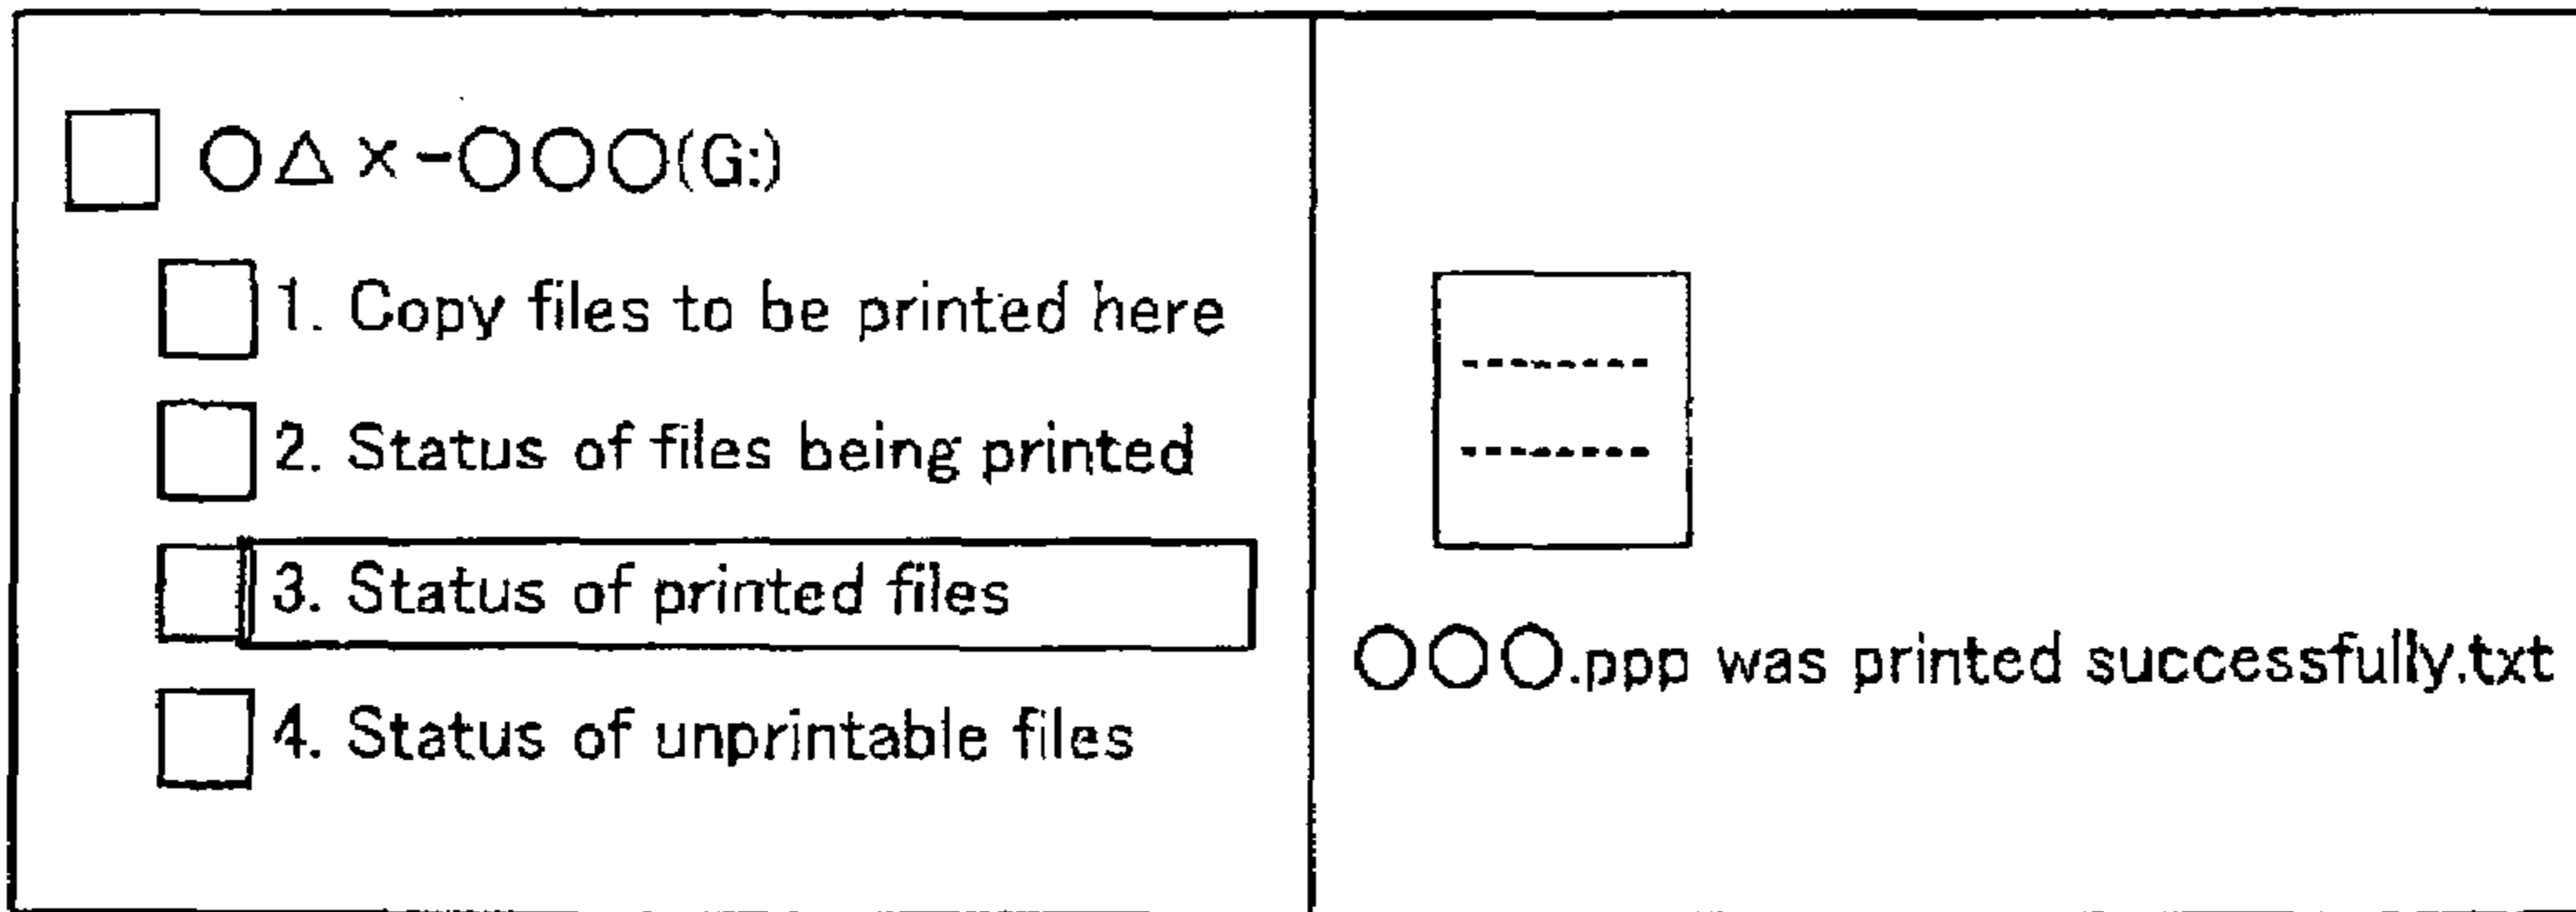 ○△×-○○○(G:)
1. Copy files to be printed here
2. Status of files being printed
3. Status of printed files
4. Status of unprintable files
○○○.ppp was printed successfully.txt